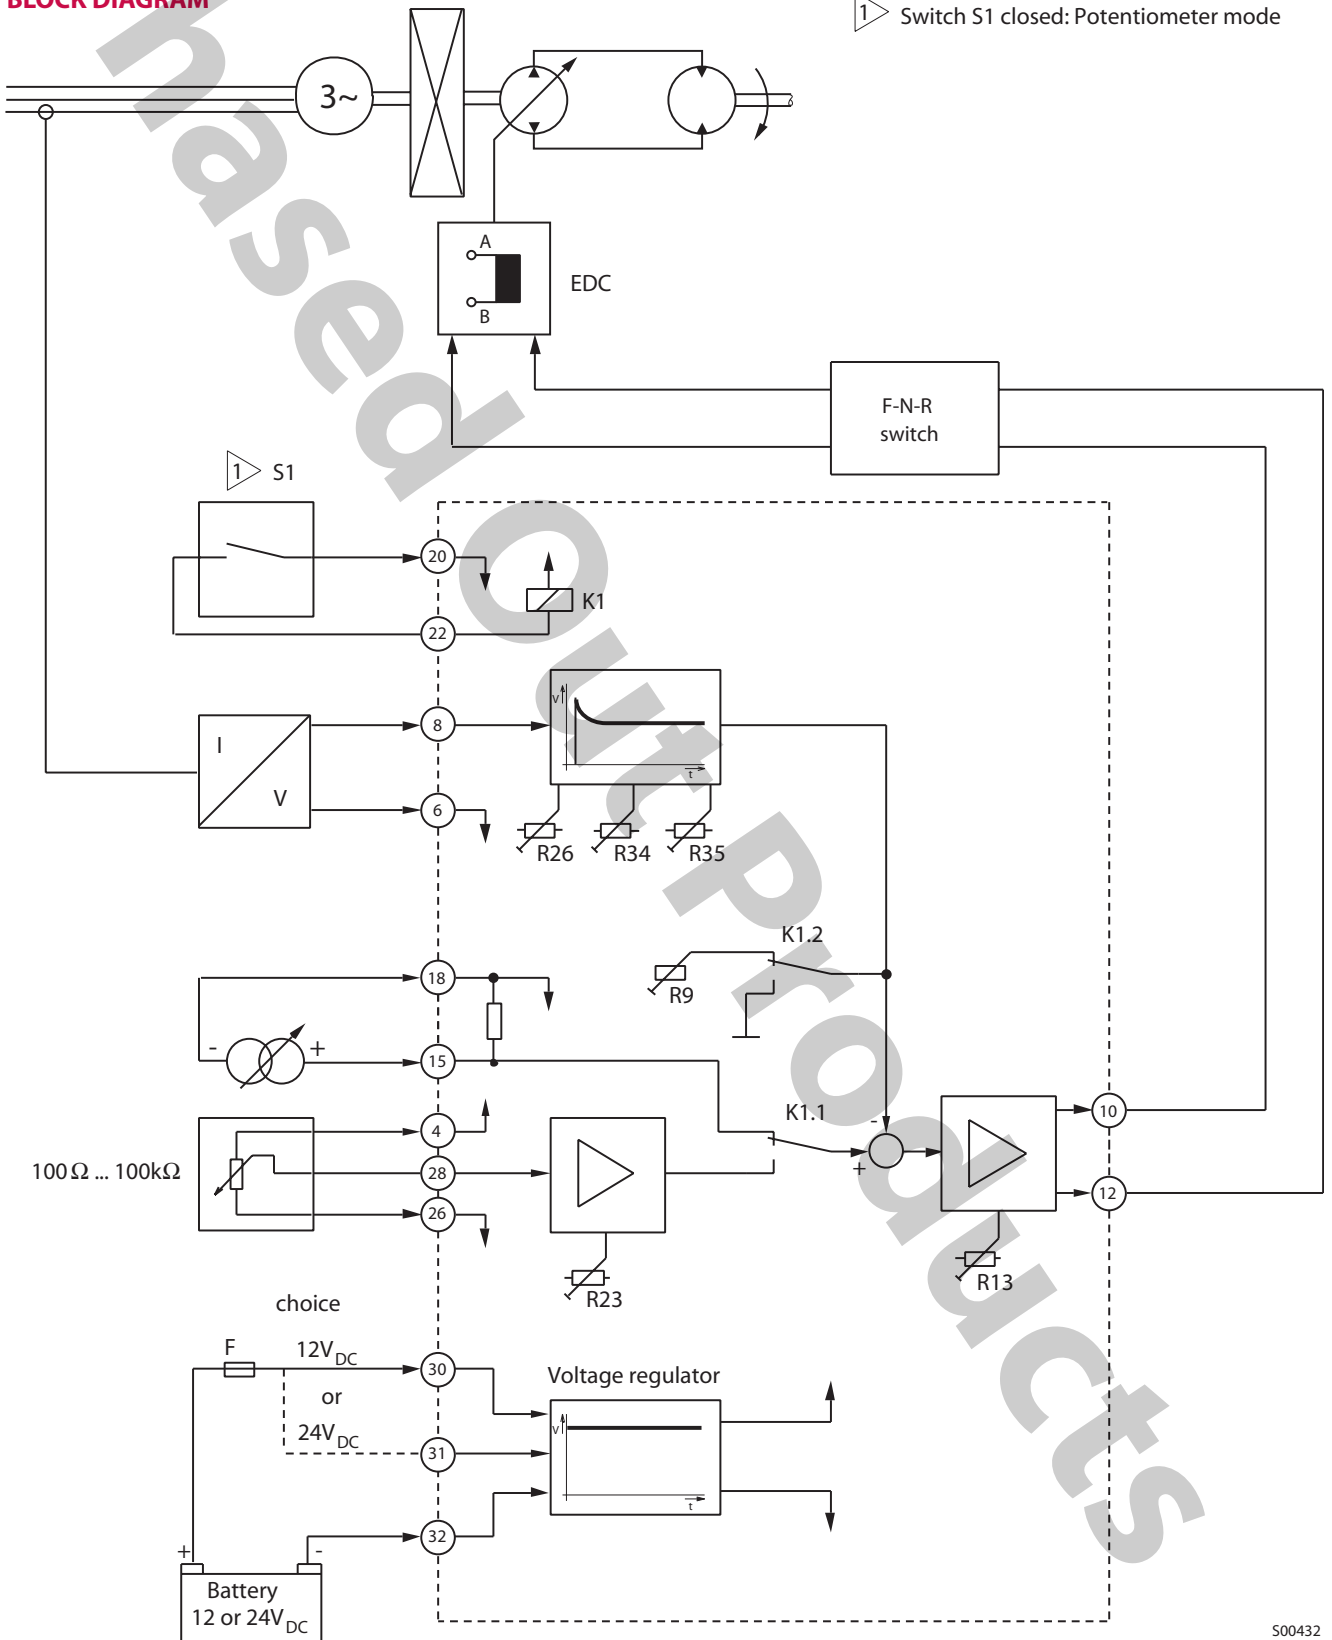 BLOCK DIAGRAM
1 Switch S1 closed: Potentiometer mode
3~
A
B
EDC
F-N-R
switch
1 S1
20
K1
22
I
V
8
V
t
6
R26
R34
R35
K1.2
R9
18
-
+
15
K1.1
-
+
4
28
26
100 Ω ... 100kΩ
10
12
R13
R23
choice
F
12VDC
or
24VDC
30
31
32
Voltage regulator
V
t
+
-
Battery
12 or 24VDC
S00432
hased Out Products